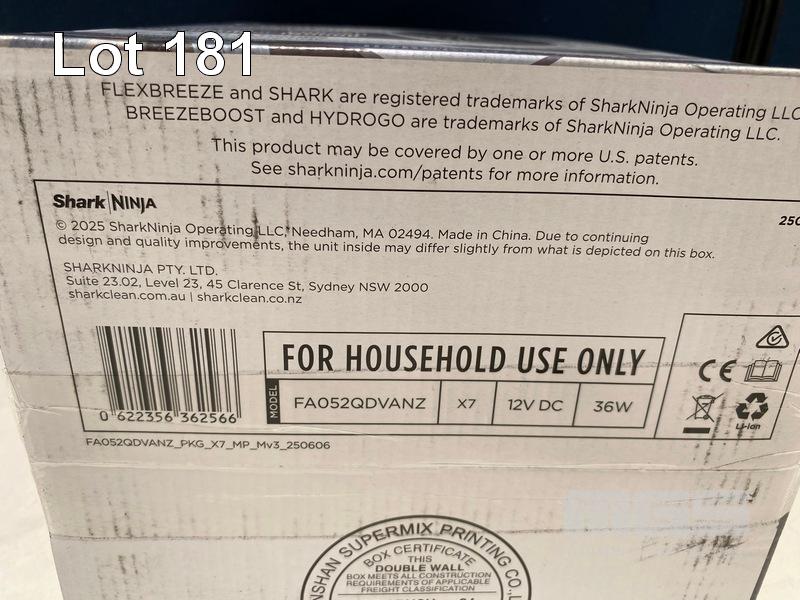 Lot 181
FLEXBREEZE and SHARK are registered trademarks of SharkNinja Operating LLC
BREEZEBOOST and HYDROGO are trademarks of SharkNinja Operating LLC.
This product may be covered by one or more U.S. patents.
See sharkninja.com/patents for more information.
Shark|NINJA
© 2025 SharkNinja Operating LLC, Needham, MA 02494. Made in China. Due to continuing
design and quality improvements, the unit inside may differ slightly from what is depicted on this box.
SHARKNINJA PTY. LTD.
Suite 23.02, Level 23, 45 Clarence St, Sydney NSW 2000
sharkclean.com.au | sharkclean.co.nz
0 622356 362566
FOR HOUSEHOLD USE ONLY
MODEL
FA052QDVANZ
X7
12V DC
36W
CE
Li-ion
FA052QDVANZ_PKG_X7_MP_Mv3_250606
NSHAN SUPERMIX PRINTING CO.,L
BOX CERTIFICATE
THIS
DOUBLE WALL
BOX MEETS ALL CONSTRUCTION
REQUIREMENTS OF APPLICABLE
FREIGHT CLASSIFICATION